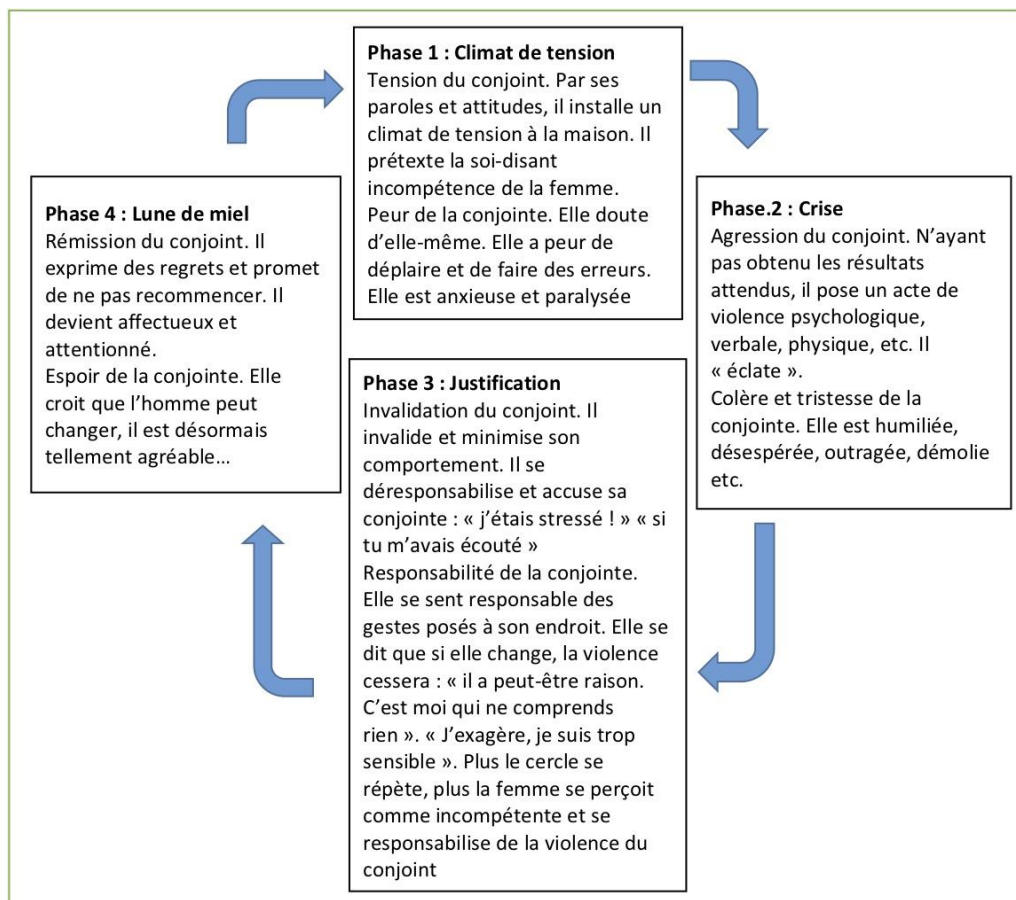 Phase 1 : Climat de tension
Tension du conjoint. Par ses
paroles et attitudes, il installe un
climat de tension à la maison. Il
prétexte la soi-disant
incompétence de la femme.
Peur de la conjointe. Elle doute
d’elle-même. Elle a peur de
déplaire et de faire des erreurs.
Elle est anxieuse et paralysée
Phase.2 : Crise
Agression du conjoint. N’ayant
pas obtenu les résultats
attendus, il pose un acte de
violence psychologique,
verbale, physique, etc. Il
« éclate ».
Colère et tristesse de la
conjointe. Elle est humiliée,
désespérée, outragée, démolie
etc.
Phase 3 : Justification
Invalidation du conjoint. Il
invalide et minimise son
comportement. Il se
déresponsabilise et accuse sa
conjointe : « j’étais stressé ! » « si
tu m’avais écouté »
Responsabilité de la conjointe.
Elle se sent responsable des
gestes posés à son endroit. Elle se
dit que si elle change, la violence
cessera : « il a peut-être raison.
C’est moi qui ne comprends
rien ». « J’exagère, je suis trop
sensible ». Plus le cercle se
répète, plus la femme se perçoit
comme incompétente et se
responsabilise de la violence du
conjoint
Phase 4 : Lune de miel
Rémission du conjoint. Il
exprime des regrets et promet
de ne pas recommencer. Il
devient affectueux et
attentionné.
Espoir de la conjointe. Elle
croit que l’homme peut
changer, il est désormais
tellement agréable…